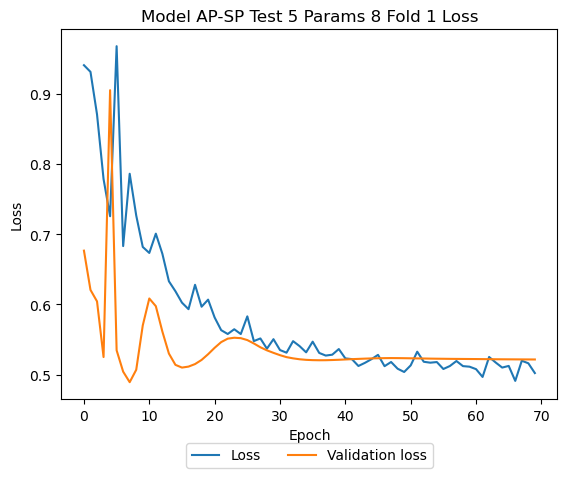 Model AP-SP Test 5 Params 8 Fold 1 Loss
Loss
0.9
0.8
0.7
0.6
0.5
0 10 20 30 40 50 60 70
Epoch
Loss Validation loss